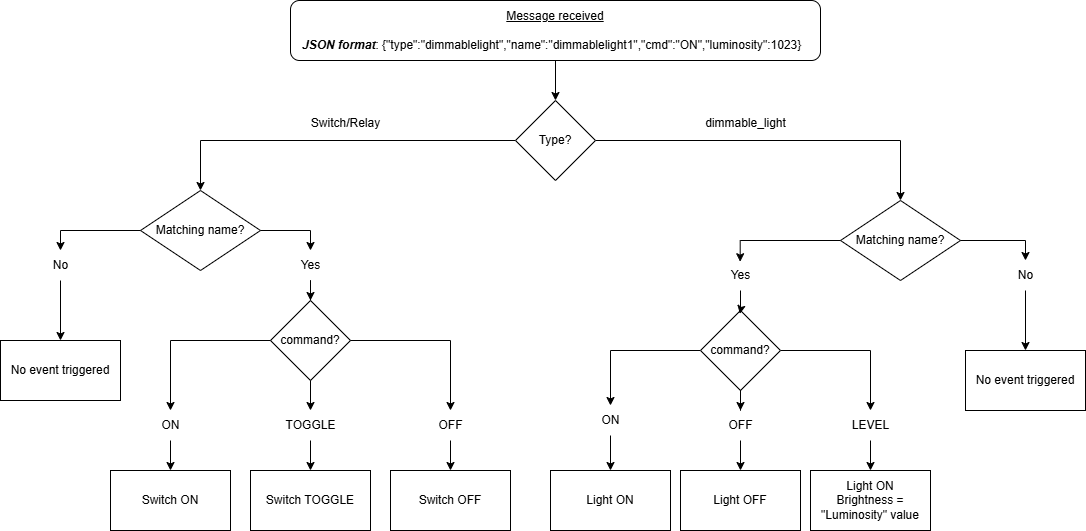 Message received
JSON format: {"type":"dimmablelight","name":"dimmablelight1","cmd":"ON","luminosity":1023}
Type?
Switch/Relay
dimmable_light
Matching name?
Matching name?
No
Yes
Yes
No
command?
command?
No event triggered
No event triggered
ON
TOGGLE
OFF
ON
OFF
LEVEL
Switch ON
Switch TOGGLE
Switch OFF
Light ON
Light OFF
Light ON
Brightness =
"Luminosity" value